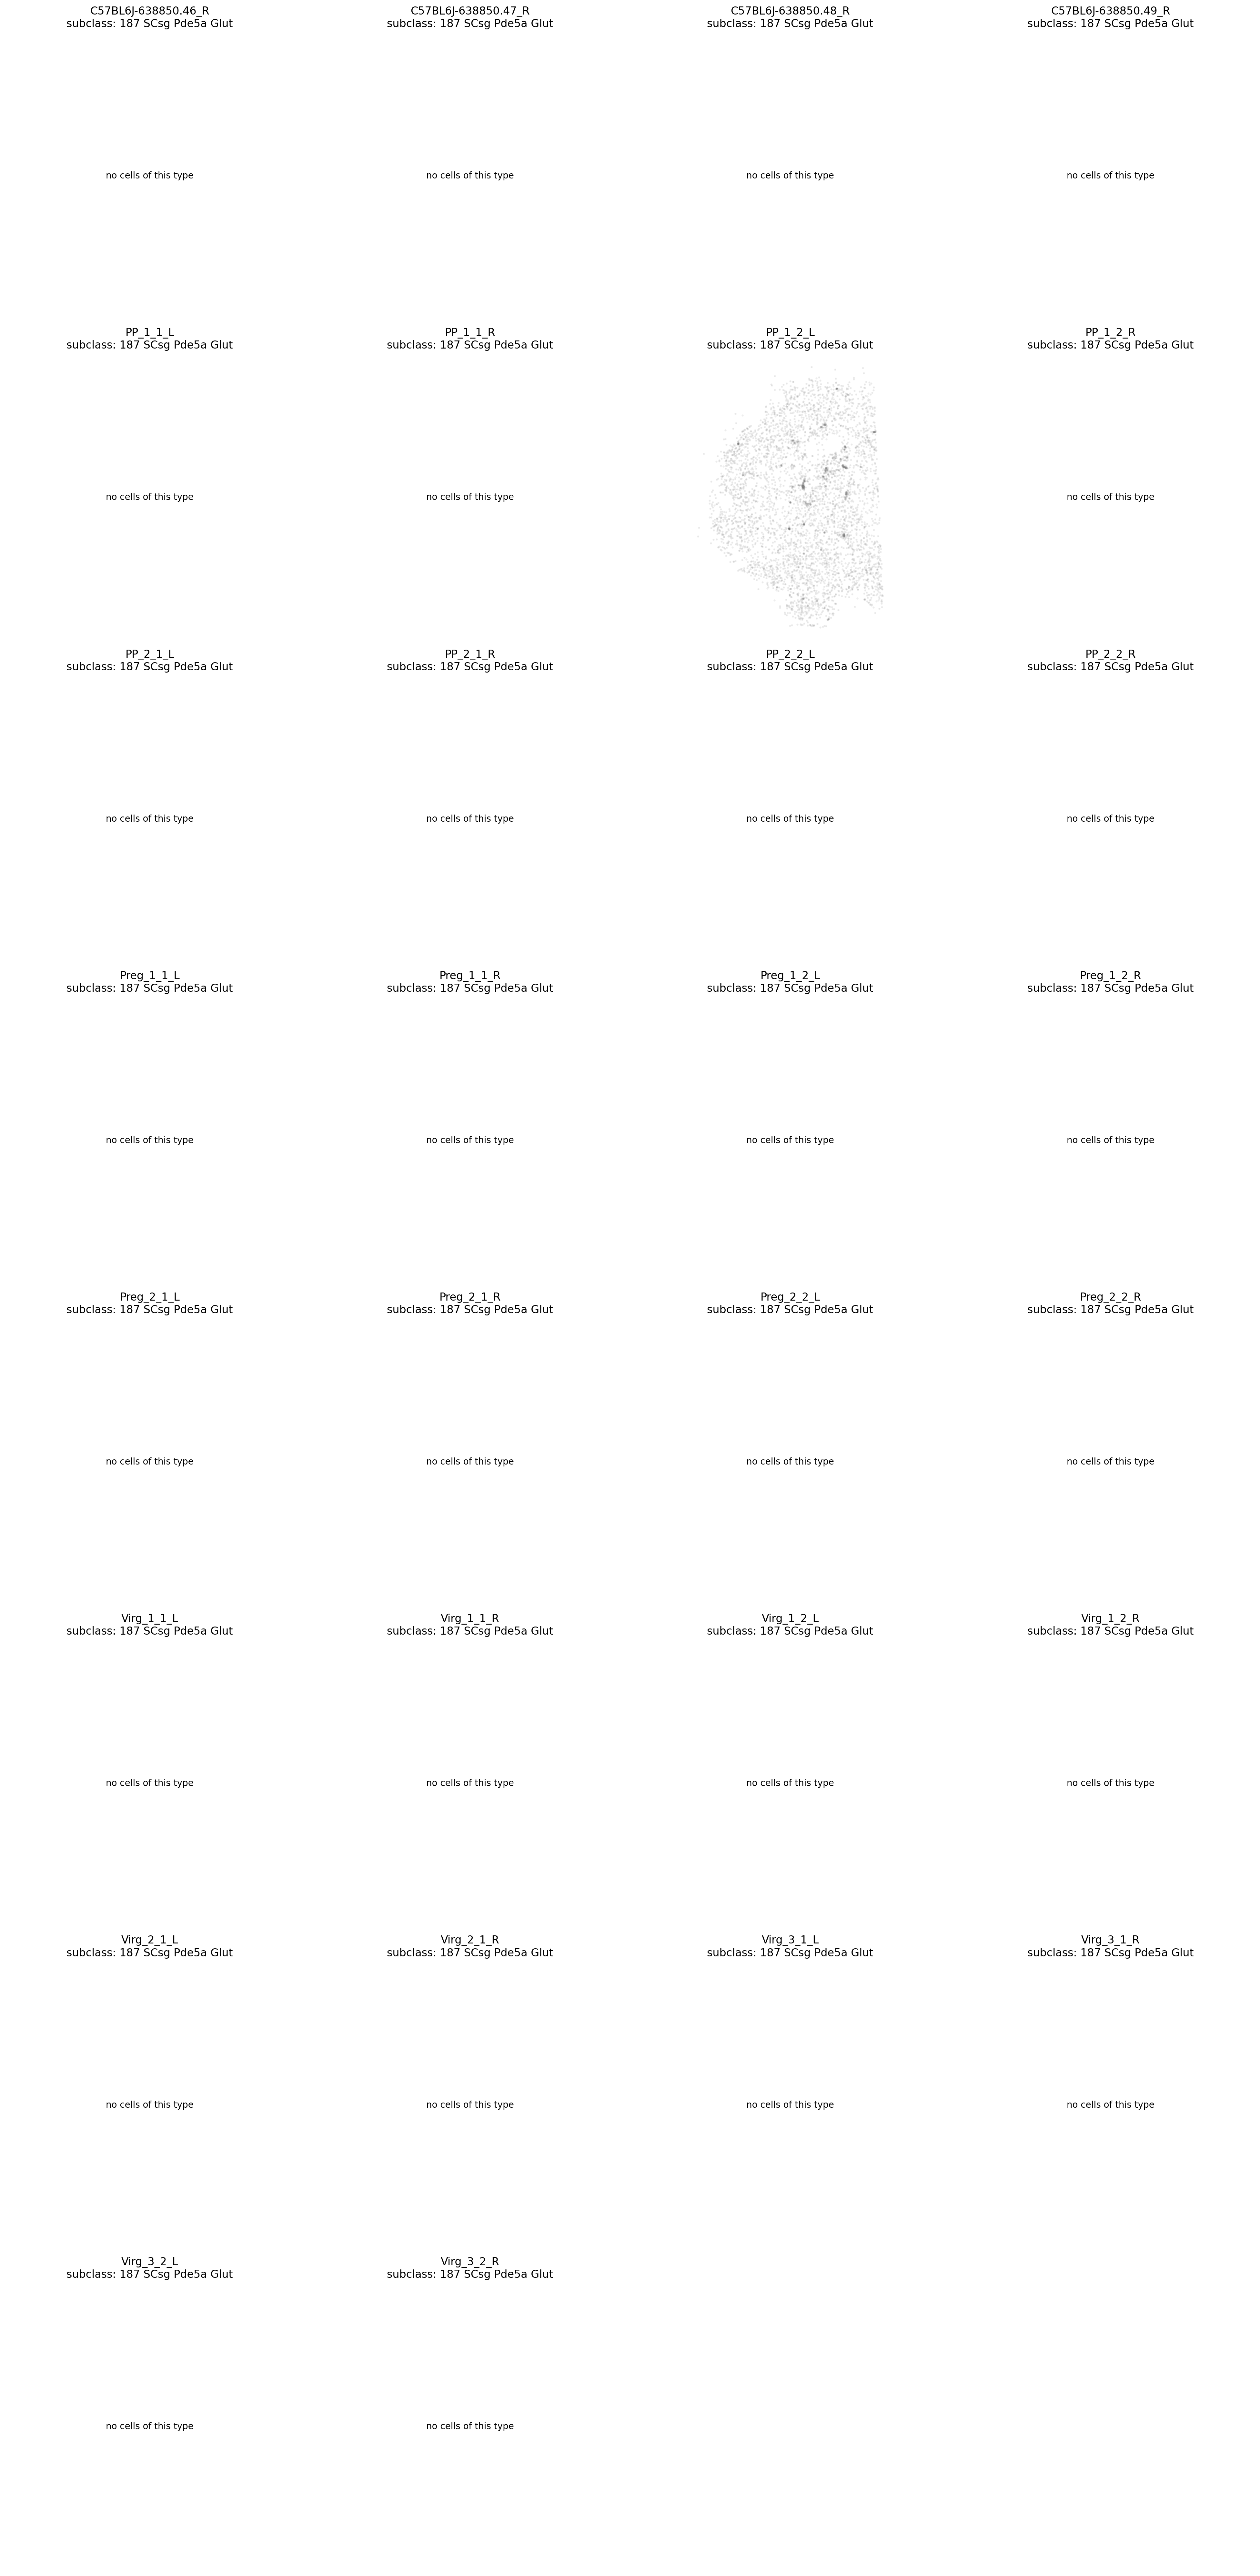 C57BL6J-638850.46_R
subclass: 187 SCsg Pde5a Glut
C57BL6J-638850.47_R
subclass: 187 SCsg Pde5a Glut
C57BL6J-638850.48_R
subclass: 187 SCsg Pde5a Glut
C57BL6J-638850.49_R
subclass: 187 SCsg Pde5a Glut
no cells of this type
no cells of this type
no cells of this type
no cells of this type
PP_1_1_L
subclass: 187 SCsg Pde5a Glut
PP_1_1_R
subclass: 187 SCsg Pde5a Glut
PP_1_2_L
subclass: 187 SCsg Pde5a Glut
PP_1_2_R
subclass: 187 SCsg Pde5a Glut
no cells of this type
no cells of this type
no cells of this type
PP_2_1_L
subclass: 187 SCsg Pde5a Glut
PP_2_1_R
subclass: 187 SCsg Pde5a Glut
PP_2_2_L
subclass: 187 SCsg Pde5a Glut
PP_2_2_R
subclass: 187 SCsg Pde5a Glut
no cells of this type
no cells of this type
no cells of this type
no cells of this type
Preg_1_1_L
subclass: 187 SCsg Pde5a Glut
Preg_1_1_R
subclass: 187 SCsg Pde5a Glut
Preg_1_2_L
subclass: 187 SCsg Pde5a Glut
Preg_1_2_R
subclass: 187 SCsg Pde5a Glut
no cells of this type
no cells of this type
no cells of this type
no cells of this type
Preg_2_1_L
subclass: 187 SCsg Pde5a Glut
Preg_2_1_R
subclass: 187 SCsg Pde5a Glut
Preg_2_2_L
subclass: 187 SCsg Pde5a Glut
Preg_2_2_R
subclass: 187 SCsg Pde5a Glut
no cells of this type
no cells of this type
no cells of this type
no cells of this type
Virg_1_1_L
subclass: 187 SCsg Pde5a Glut
Virg_1_1_R
subclass: 187 SCsg Pde5a Glut
Virg_1_2_L
subclass: 187 SCsg Pde5a Glut
Virg_1_2_R
subclass: 187 SCsg Pde5a Glut
no cells of this type
no cells of this type
no cells of this type
no cells of this type
Virg_2_1_L
subclass: 187 SCsg Pde5a Glut
Virg_2_1_R
subclass: 187 SCsg Pde5a Glut
Virg_3_1_L
subclass: 187 SCsg Pde5a Glut
Virg_3_1_R
subclass: 187 SCsg Pde5a Glut
no cells of this type
no cells of this type
no cells of this type
no cells of this type
Virg_3_2_L
subclass: 187 SCsg Pde5a Glut
Virg_3_2_R
subclass: 187 SCsg Pde5a Glut
no cells of this type
no cells of this type